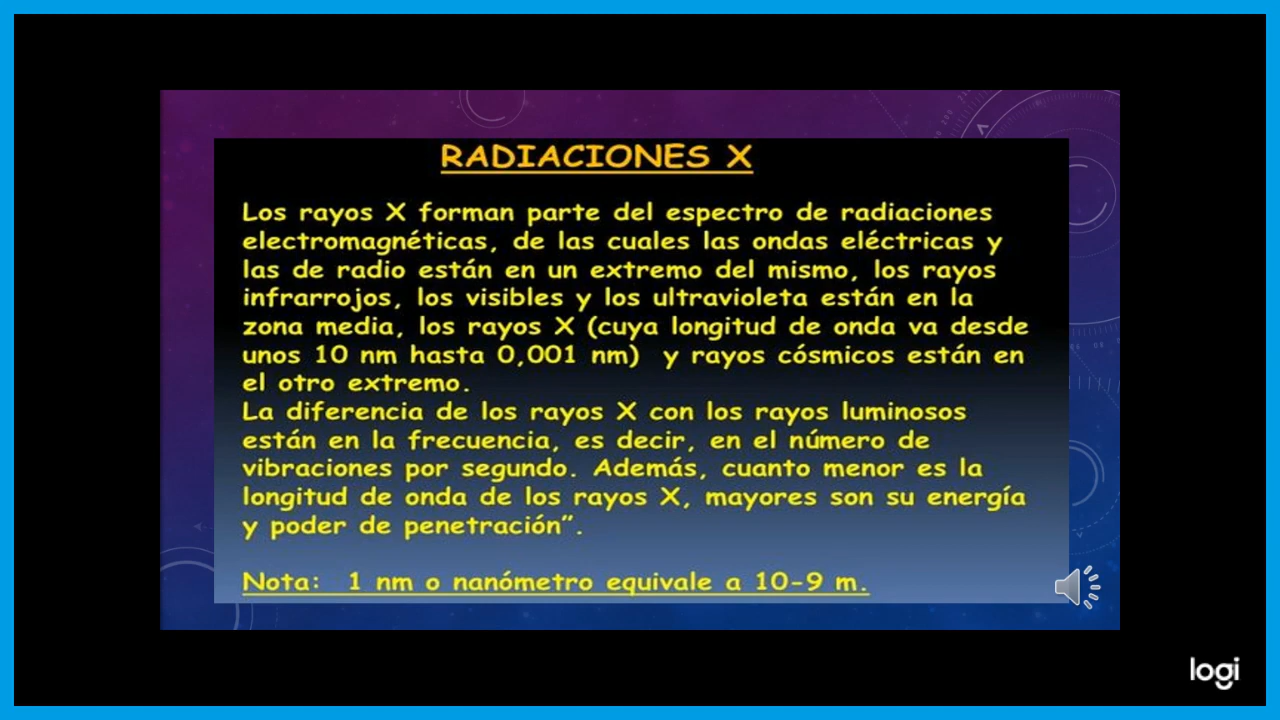 RADIACIONES X
Los rayos X forman parte del espectro de radiaciones
electromagnéticas, de las cuales las ondas eléctricas y
las de radio están en un extremo del mismo, los rayos
infrarrojos, los visibles y los ultravioleta están en la
zona media, los rayos X (cuya longitud de onda va desde
unos 10 nm hasta 0,001 nm) y rayos cósmicos están en
el otro extremo.
La diferencia de los rayos X con los rayos luminosos
están en la frecuencia, es decir, en el número de
vibraciones por segundo. Además, cuanto menor es la
longitud de onda de los rayos X, mayores son su energía
y poder de penetración”.
Nota: 1 nm o nanómetro equivale a 10-9 m.
logi